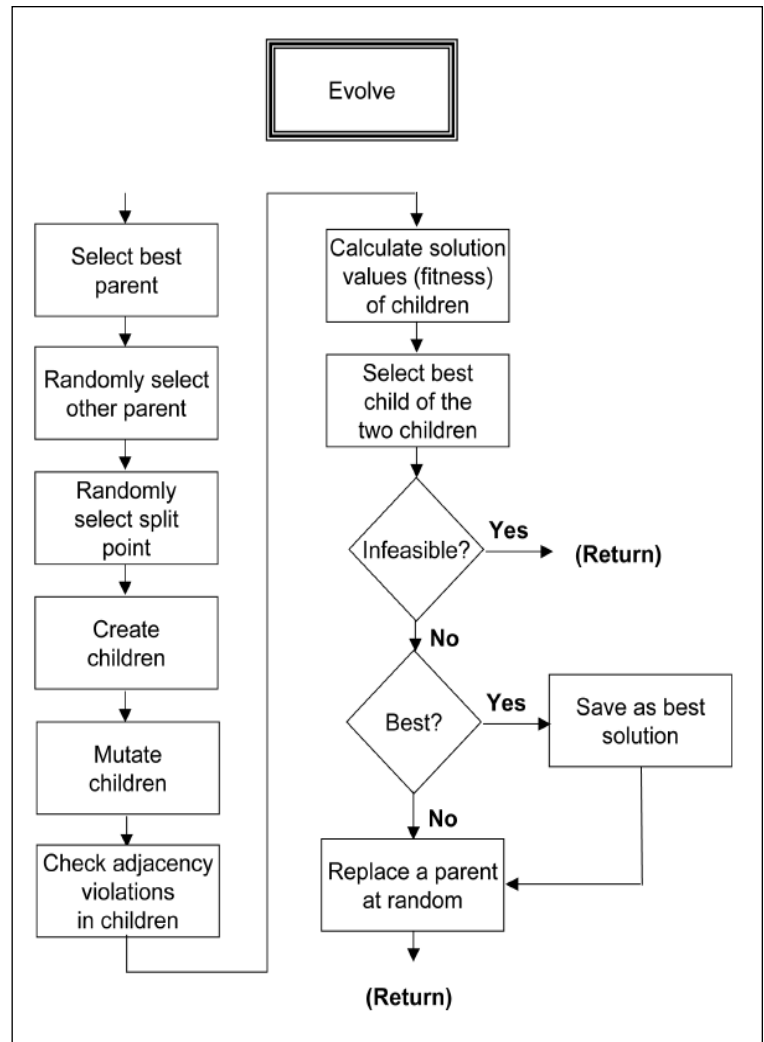 Evolve
Select best
parent
Randomly select
other parent
Randomly
select split
point
Create
children
Mutate
children
Check adjacency
violations
in children
Calculate solution
values (fitness)
of children
Select best
child of the
two children
Infeasible?
Yes
(Return)
No
Best?
Yes
Save as best
solution
No
Replace a parent
at random
(Return)